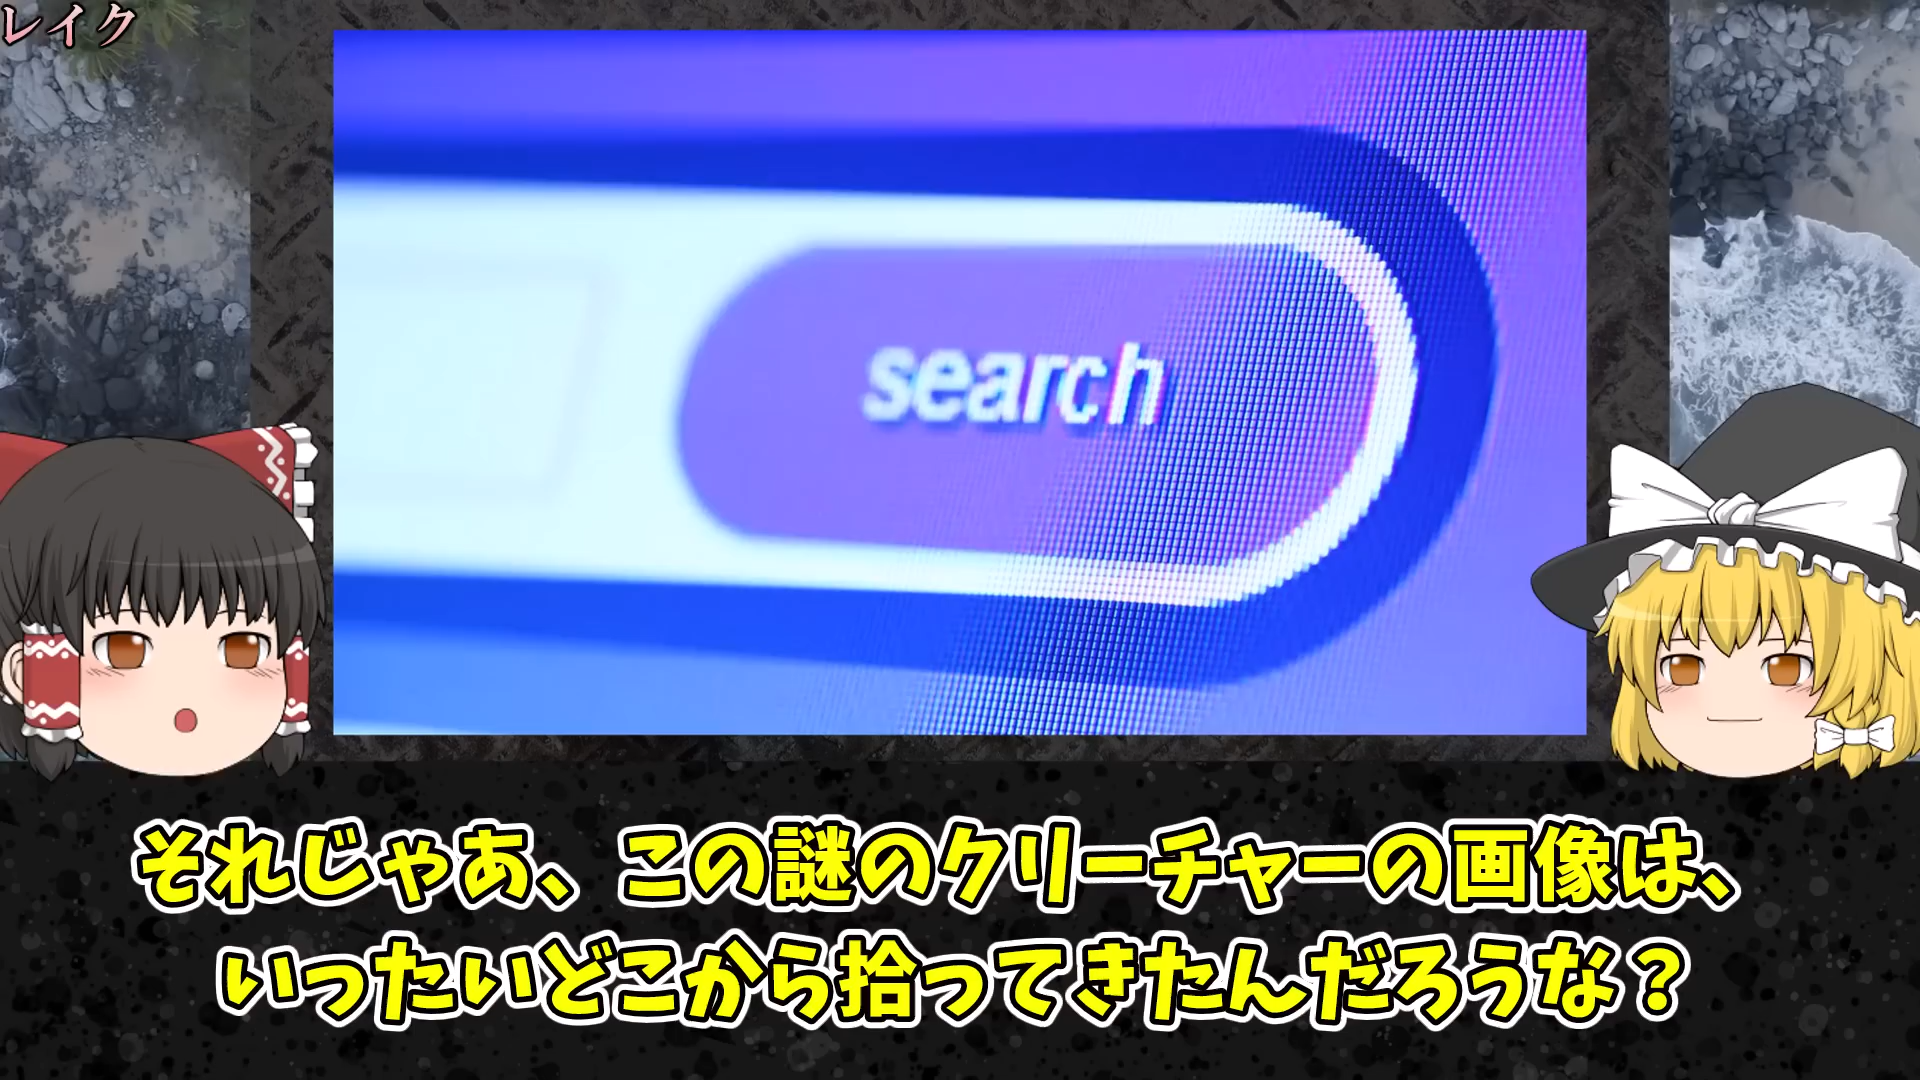 レイク
search
それじゃあ、この謎のクリーチャーの画像は、
いったいどこから拾ってきたんだろうな？